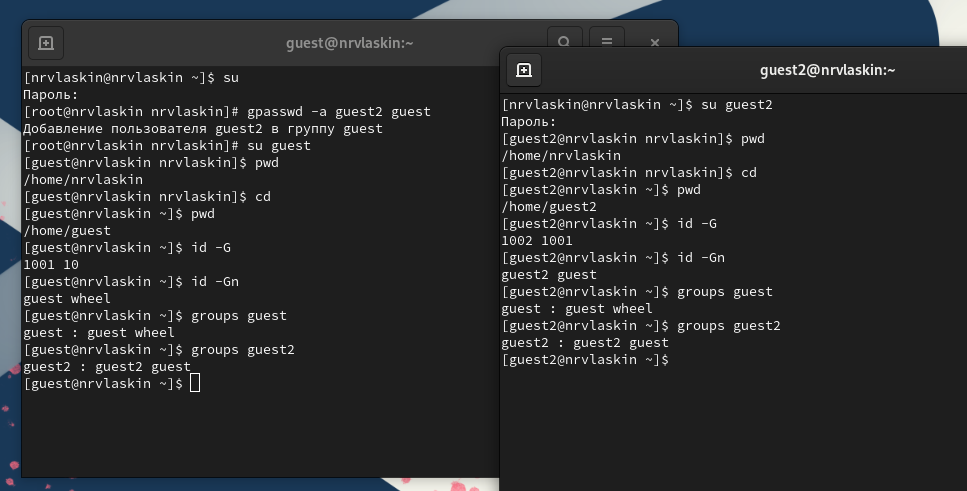 guest@nrvlaskin:~
[nrvlaskin@nrvlaskin ~]$ su
Пароль:
[root@nrvlaskin nrvlaskin]# gpasswd -a guest2 guest
Добавление пользователя guest2 в группу guest
[root@nrvlaskin nrvlaskin]# su guest
[guest@nrvlaskin nrvlaskin]$ pwd
/home/nrvlaskin
[guest@nrvlaskin nrvlaskin]$ cd
[guest@nrvlaskin ~]$ pwd
/home/guest
[guest@nrvlaskin ~]$ id -G
1001 10
[guest@nrvlaskin ~]$ id -Gn
guest wheel
[guest@nrvlaskin ~]$ groups guest
guest : guest wheel
[guest@nrvlaskin ~]$ groups guest2
guest2 : guest2 guest
[guest@nrvlaskin ~]$
guest2@nrvlaskin:~
[nrvlaskin@nrvlaskin ~]$ su guest2
Пароль:
[guest2@nrvlaskin nrvlaskin]$ pwd
/home/nrvlaskin
[guest2@nrvlaskin nrvlaskin]$ cd
[guest2@nrvlaskin ~]$ pwd
/home/guest2
[guest2@nrvlaskin ~]$ id -G
1002 1001
[guest2@nrvlaskin ~]$ id -Gn
guest2 guest
[guest2@nrvlaskin ~]$ groups guest
guest : guest wheel
[guest2@nrvlaskin ~]$ groups guest2
guest2 : guest2 guest
[guest2@nrvlaskin ~]$